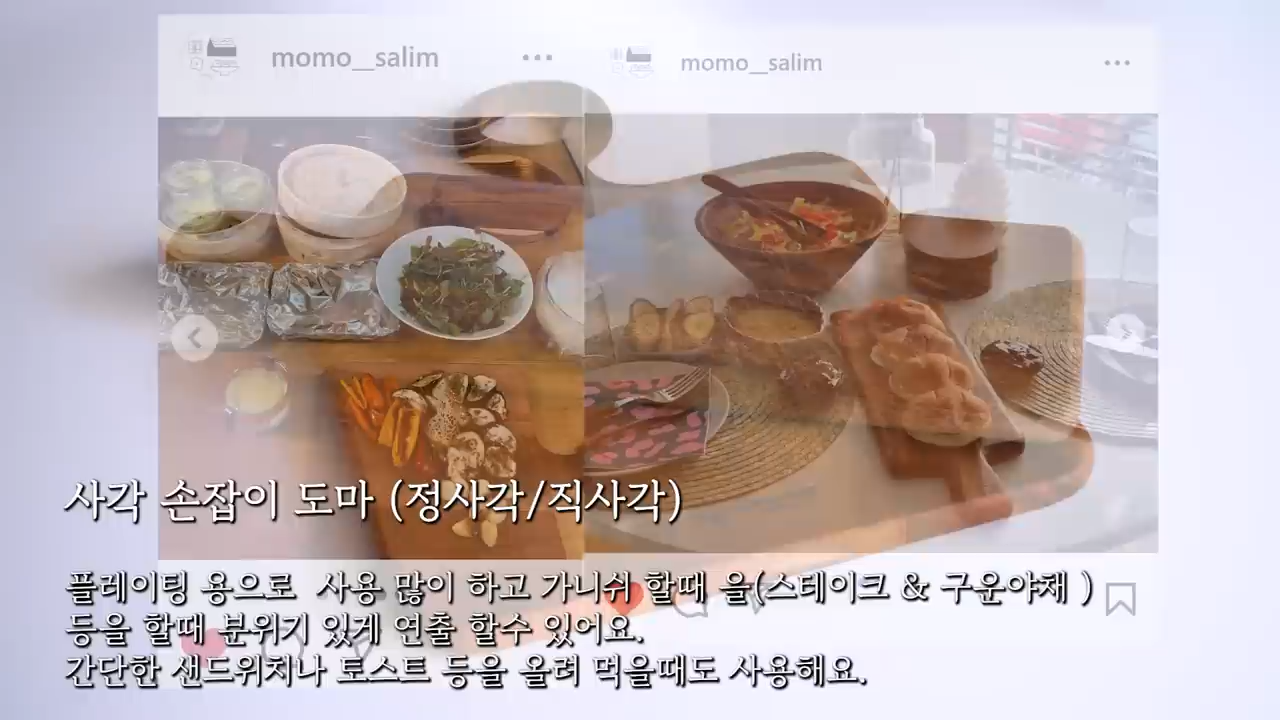 momo__salim
momo__salim
사각 손잡이 도마 (정사각/직사각)
플레이팅 용으로 사용 많이 하고 가니쉬 할때 을(스테이크 & 구운야채 )
등을 할때 분위기 있게 연출 할수 있어요.
간단한 샌드위치나 토스트 등을 올려 먹을때도 사용해요.